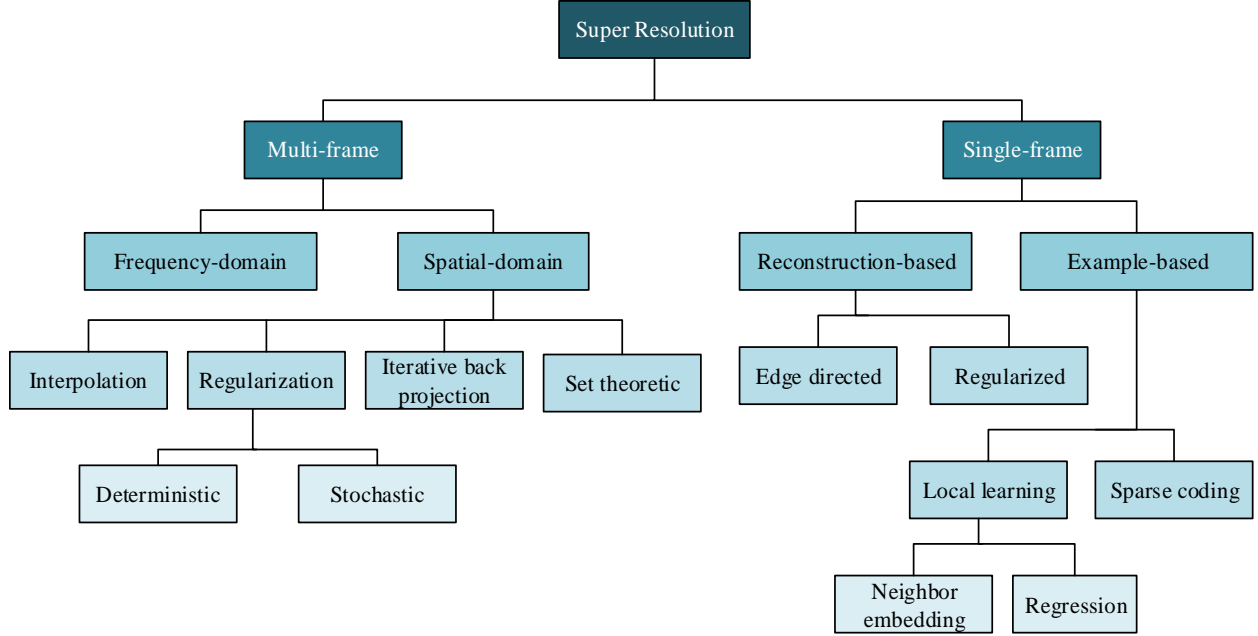 Super Resolution
Multi-frame
Single-frame
Frequency-domain
Spatial-domain
Reconstruction-based
Example-based
Interpolation
Regularization
Iterative back
projection
Set theoretic
Edge directed
Regularized
Deterministic
Stochastic
Local learning
Sparse coding
Neighbor
embedding
Regression